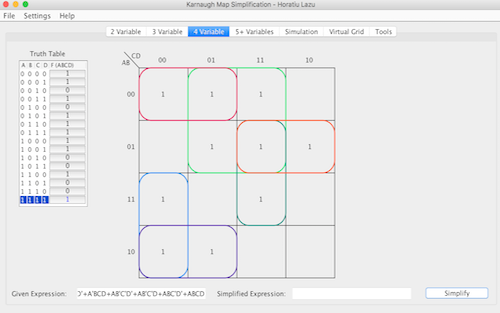 Karnaugh Map Simplification - Horatiu Lazu
File Settings Help
2 Variable 3 Variable 4 Variable 5+ Variables Simulation Virtual Grid Tools
Truth Table
A B C D F (ABCD)
0 0 0 0 1
0 0 0 1 1
0 0 1 0 0
0 0 1 1 1
0 1 0 0 0
0 1 0 1 1
0 1 1 0 1
0 1 1 1 1
1 0 0 0 1
1 0 0 1 1
1 0 1 0 0
1 0 1 1 0
1 1 0 0 1
1 1 0 1 0
1 1 1 0 0
1 1 1 1 1
CD
AB 00 01 11 10
00 1 1 1
01 1 1 1
11 1 1
10 1 1
Given Expression: D'+A'BCD+AB'C'D'+AB'C'D+ABC'D'+ABCD Simplified Expression: Simplify